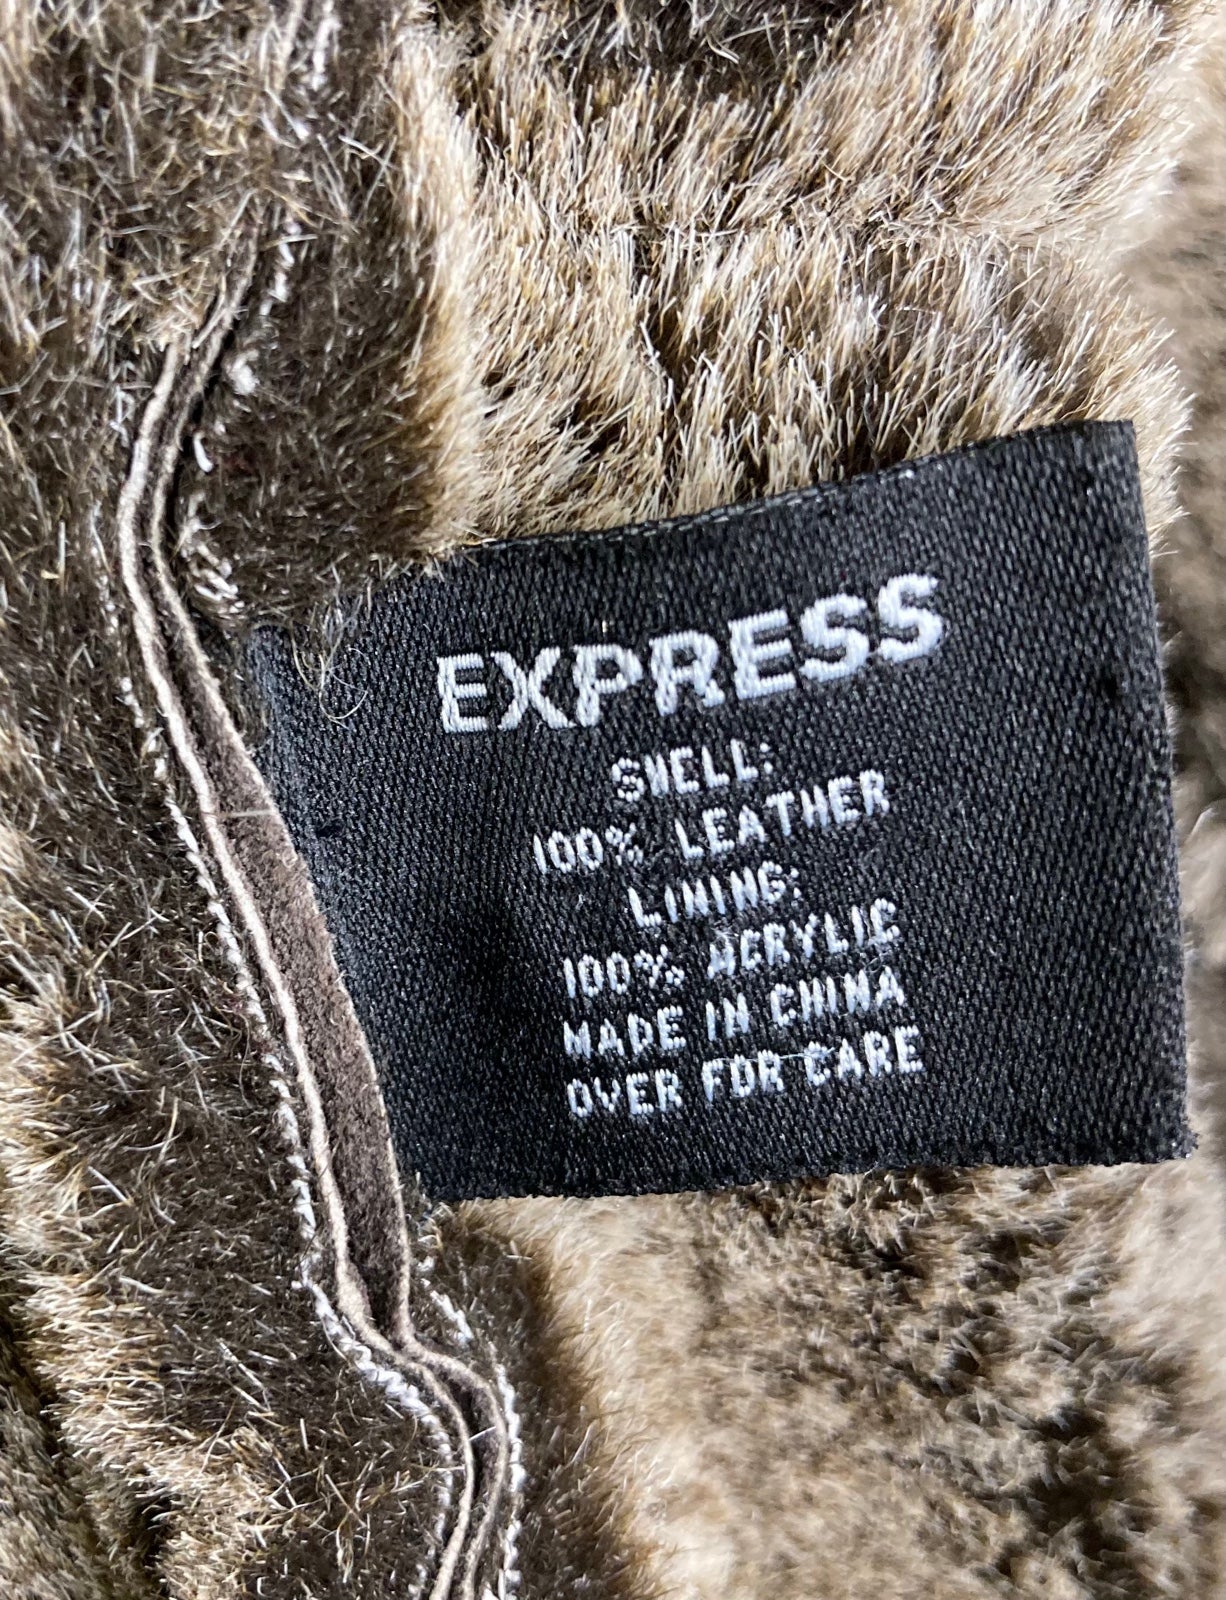 EXPRESS
SHELL:
100% LEATHER
LINING:
100% ACRYLIC
MADE IN CHINA
OVER FOR CARE